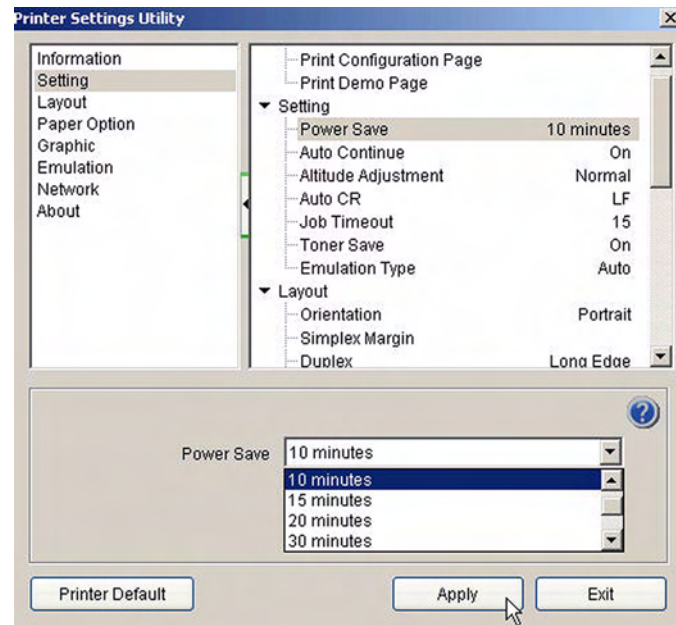 Printer Settings Utility
Information
Setting
Layout
Paper Option
Graphic
Emulation
Network
About
Print Configuration Page
Print Demo Page
Setting
Power Save 10 minutes
Auto Continue On
Altitude Adjustment Normal
Auto CR LF
Job Timeout 15
Toner Save On
Emulation Type Auto
Layout
Orientation Portrait
Simplex Margin
Duplex Long Edge
?
Power Save 10 minutes
10 minutes
15 minutes
20 minutes
30 minutes
Printer Default Apply Exit